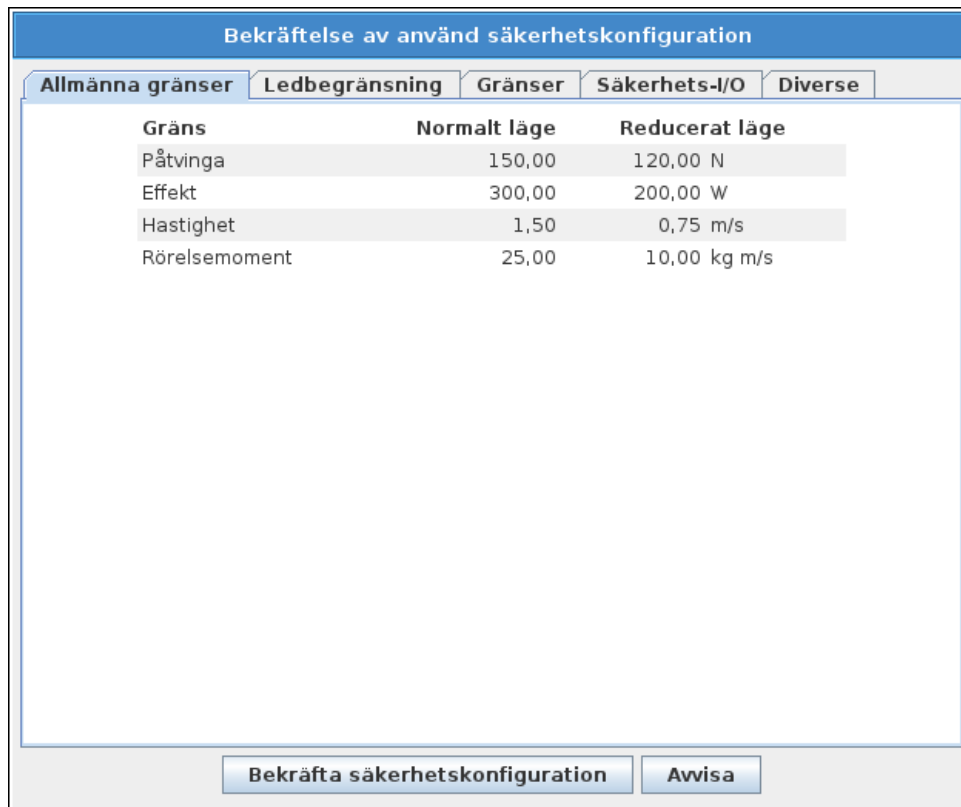 Bekräftelse av använd säkerhetskonfiguration
Allmänna gränser Ledbegränsning Gränser Säkerhets-I/O Diverse
Gräns Normalt läge Reducerat läge
Påtvinga 150,00 120,00 N
Effekt 300,00 200,00 W
Hastighet 1,50 0,75 m/s
Rörelsemoment 25,00 10,00 kg m/s
Bekräfta säkerhetskonfiguration Avvisa